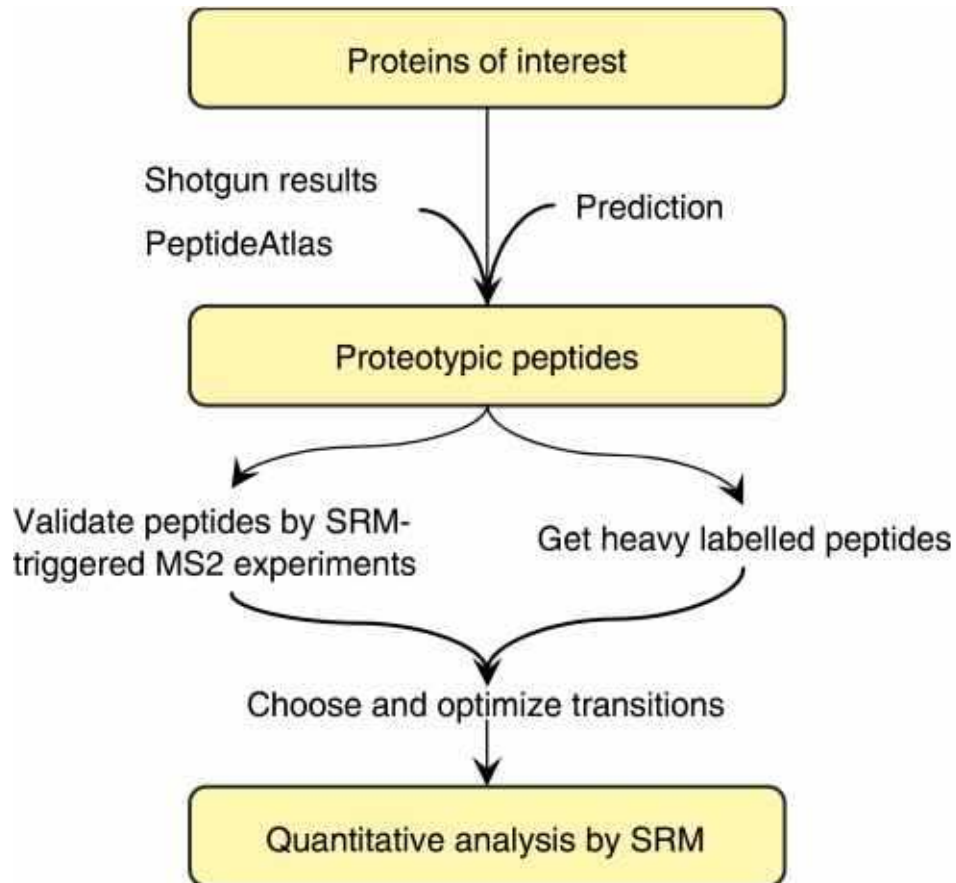 Proteins of interest
Shotgun results
PeptideAtlas
Prediction
Proteotypic peptides
Validate peptides by SRM-
triggered MS2 experiments
Get heavy labelled peptides
Choose and optimize transitions
Quantitative analysis by SRM